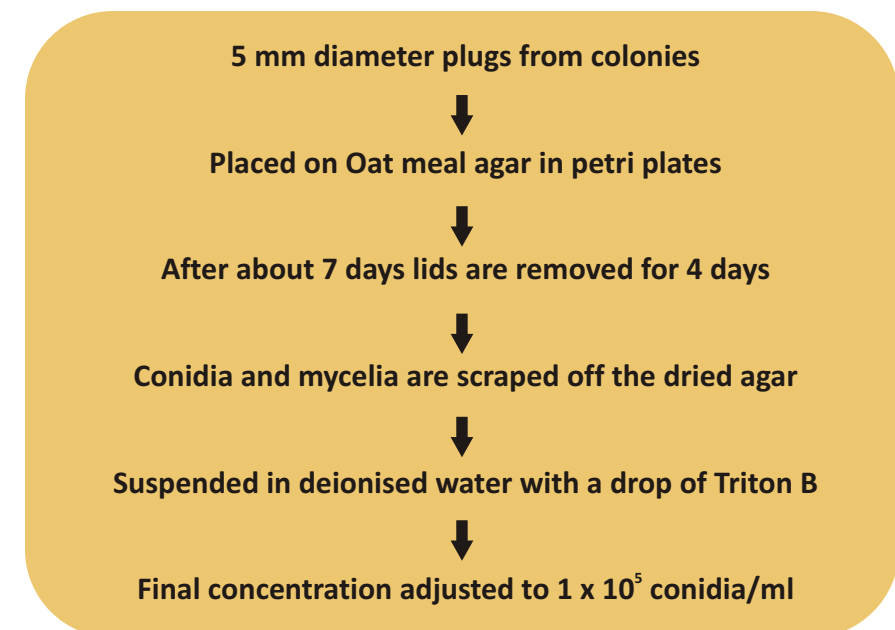 5 mm diameter plugs from colonies
Placed on Oat meal agar in petri plates
After about 7 days lids are removed for 4 days
Conidia and mycelia are scraped off the dried agar
Suspended in deionised water with a drop of Triton B
Final concentration adjusted to 1 x 10⁵ conidia/ml